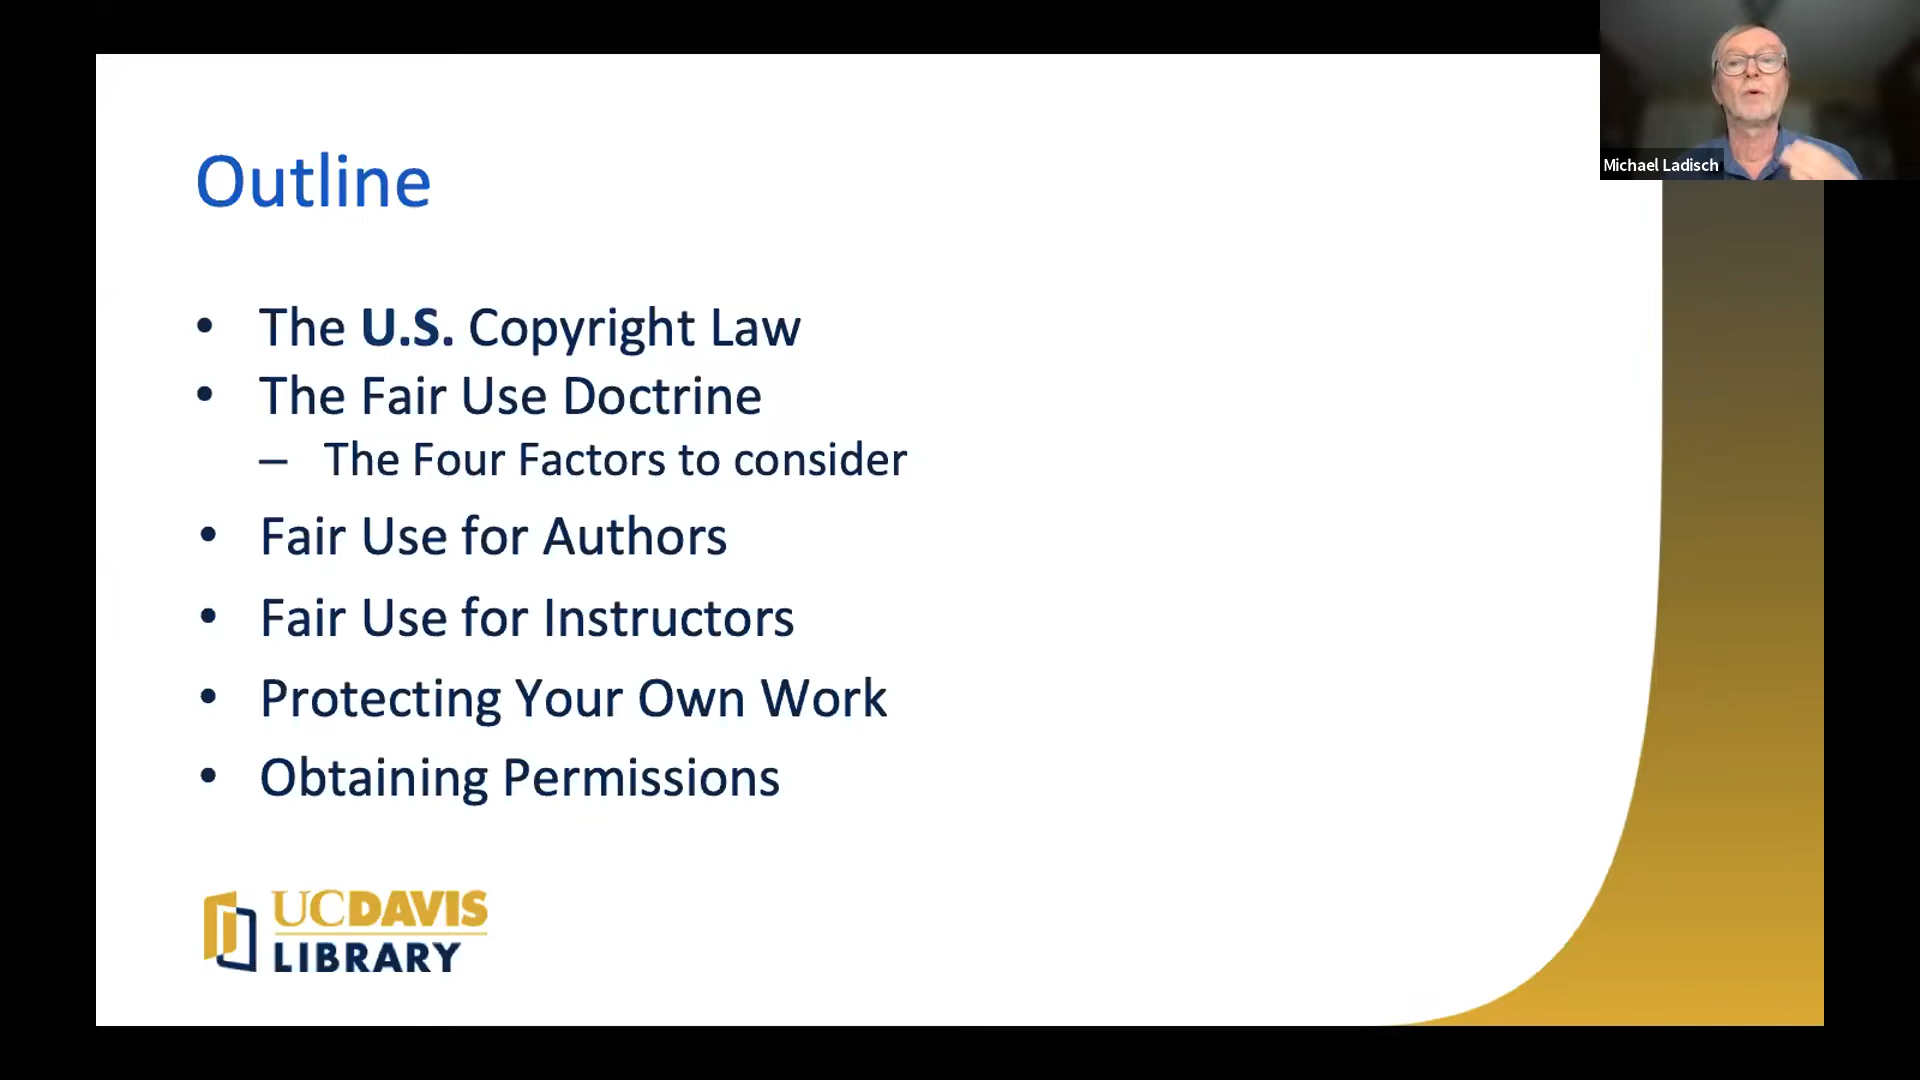 Michael Ladisch
Outline
• The U.S. Copyright Law
• The Fair Use Doctrine
– The Four Factors to consider
• Fair Use for Authors
• Fair Use for Instructors
• Protecting Your Own Work
• Obtaining Permissions
UCDAVIS
LIBRARY